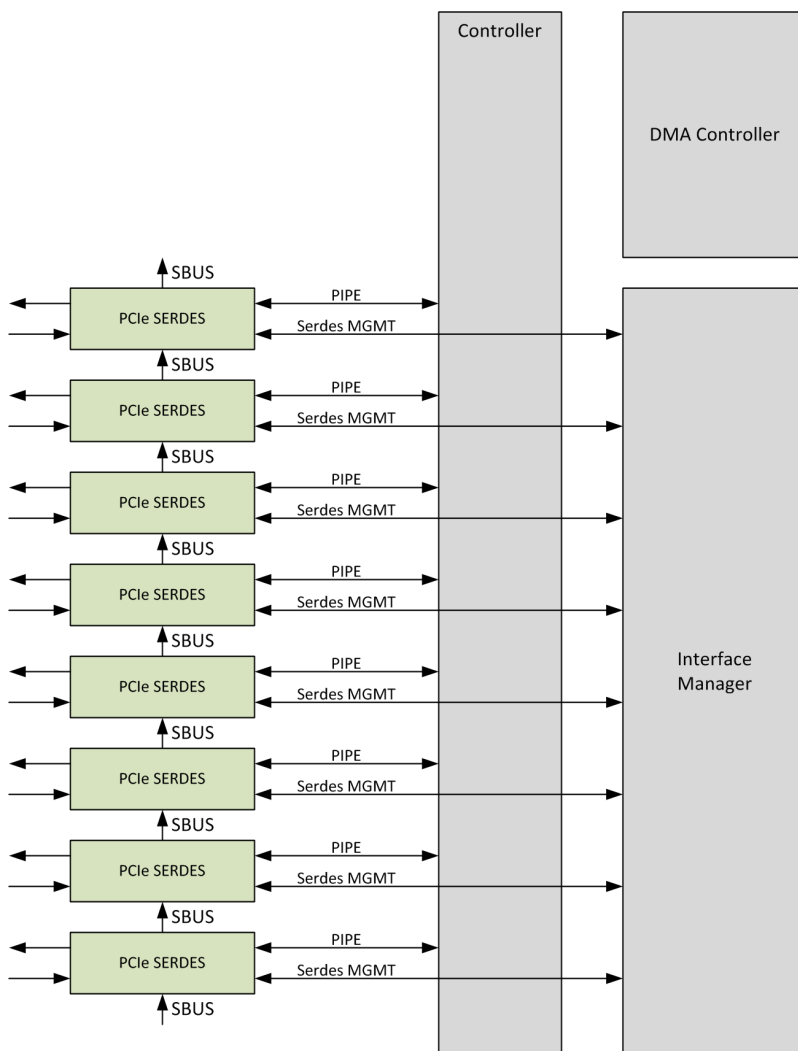 Controller
DMA Controller
SBUS
PCIe SERDES
PIPE
Serdes MGMT
SBUS
PCIe SERDES
PIPE
Serdes MGMT
SBUS
PCIe SERDES
PIPE
Serdes MGMT
SBUS
PCIe SERDES
PIPE
Serdes MGMT
SBUS
PCIe SERDES
PIPE
Serdes MGMT
Interface
Manager
SBUS
PCIe SERDES
PIPE
Serdes MGMT
SBUS
PCIe SERDES
PIPE
Serdes MGMT
SBUS
PCIe SERDES
PIPE
Serdes MGMT
SBUS